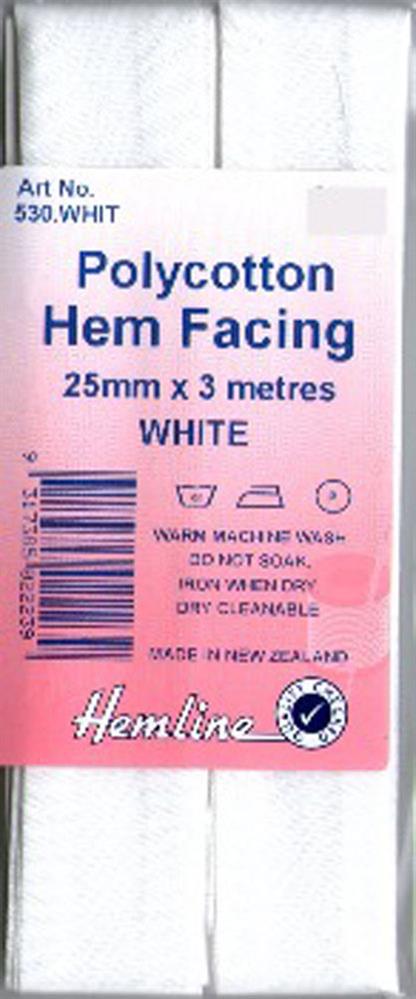 Art No.
530.WHIT
Polycotton
Hem Facing
25mm x 3 metres
WHITE
WARM MACHINE WASH
DO NOT SOAK,
IRON WHEN DRY
DRY CLEANABLE
MADE IN NEW ZEALAND
Hemline